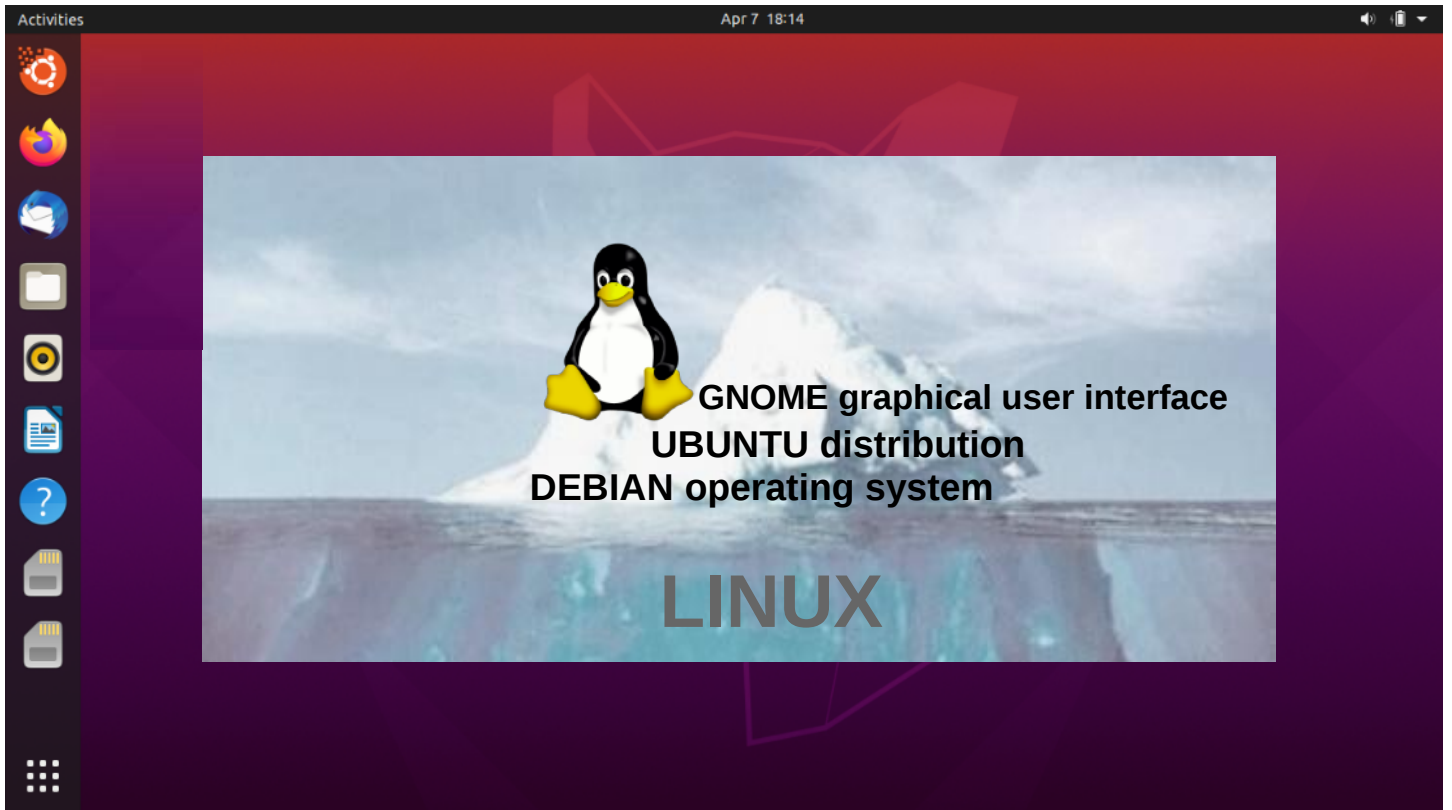 Activities
Apr 7 18:14
GNOME graphical user interface
UBUNTU distribution
DEBIAN operating system
LINUX
?